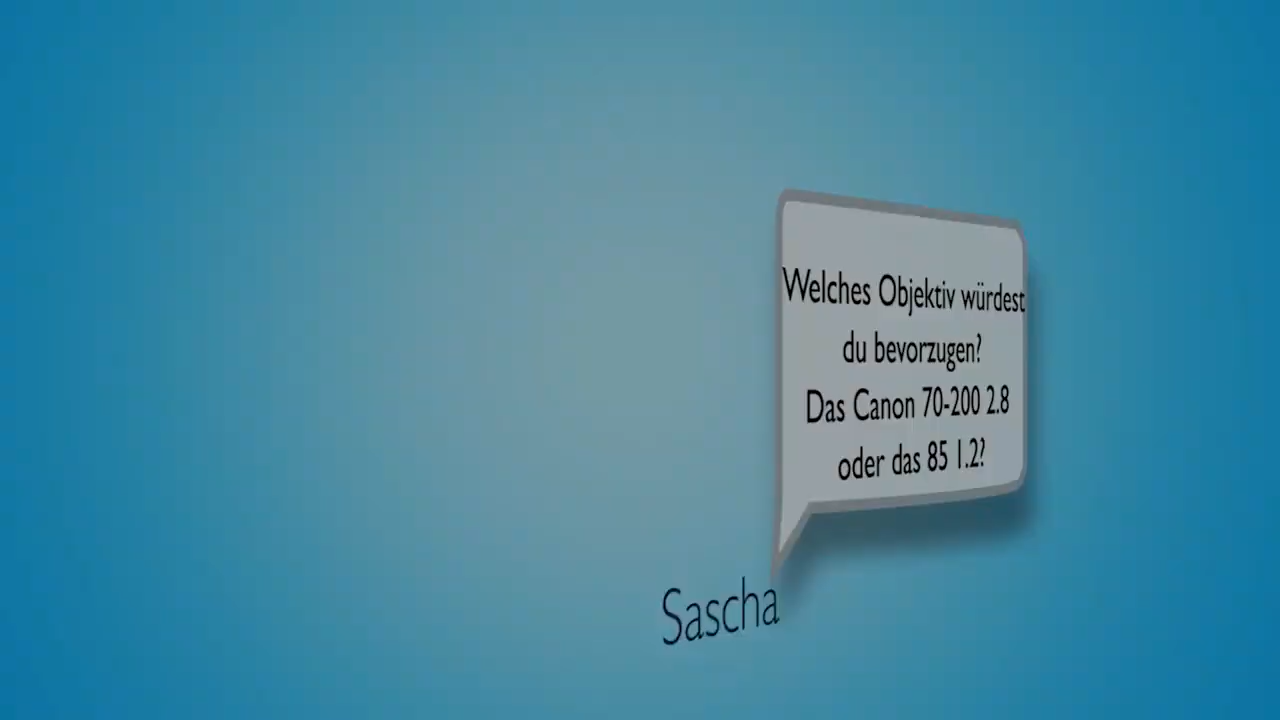 Welches Objektiv würdest
du bevorzugen?
Das Canon 70-200 2.8
oder das 85 1.2?
Sascha